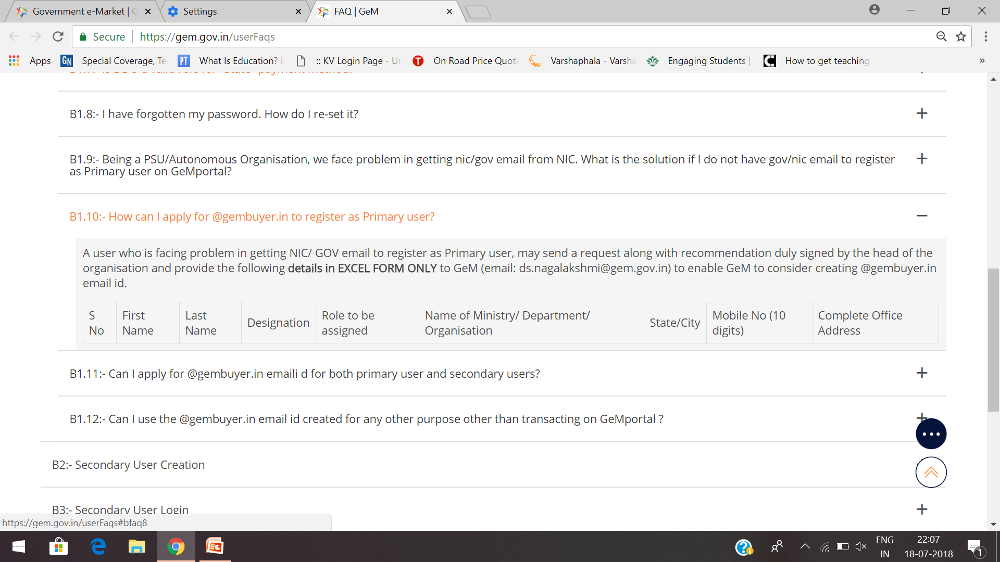 Government e-Market | G
Settings
FAQ | GeM
Secure
https://gem.gov.in/userFaqs
Apps
GN
Special Coverage, Te
PT
What Is Education? I
:: KV Login Page - Ur
T
On Road Price Quote
Varshaphala - Varsha
Engaging Students |
How to get teaching
»
B1.8:- I have forgotten my password. How do I re-set it?
B1.9:- Being a PSU/Autonomous Organisation, we face problem in getting nic/gov email from NIC. What is the solution if I do not have gov/nic email to register
as Primary user on GeMportal?
B1.10:- How can I apply for @gembuyer.in to register as Primary user?
A user who is facing problem in getting NIC/ GOV email to register as Primary user, may send a request along with recommendation duly signed by the head of the
organisation and provide the following details in EXCEL FORM ONLY to GeM (email: ds.nagalakshmi@gem.gov.in) to enable GeM to consider creating @gembuyer.in
email id.
S No
First Name
Last Name
Designation
Role to be assigned
Name of Ministry/ Department/ Organisation
State/City
Mobile No (10 digits)
Complete Office Address
B1.11:- Can I apply for @gembuyer.in emaili d for both primary user and secondary users?
B1.12:- Can I use the @gembuyer.in email id created for any other purpose other than transacting on GeMportal ?
B2:- Secondary User Creation
B3:- Secondary User Login
https://gem.gov.in/userFaqs#bfaq8
ENG
IN
22:07
18-07-2018
1